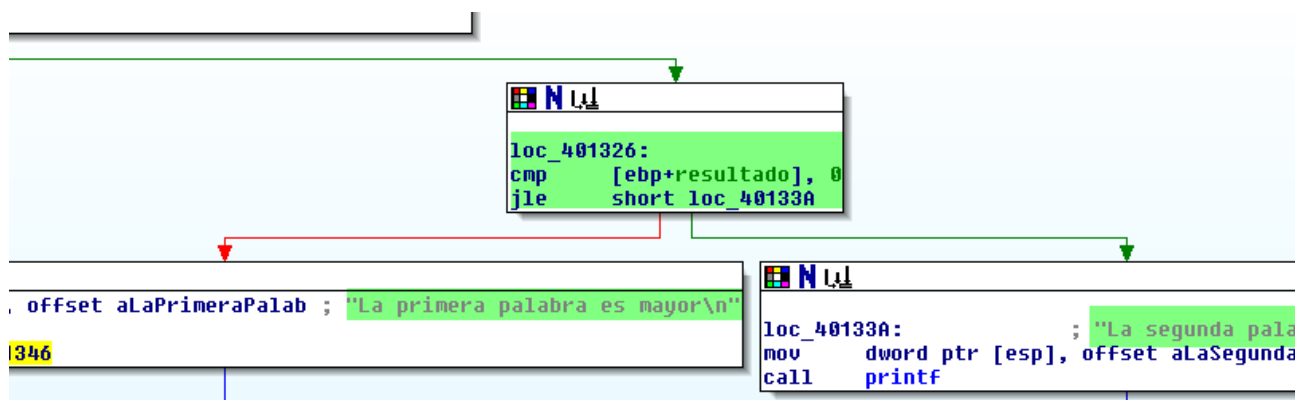 loc_401326:
cmp [ebp+resultado], 0
jle short loc_40133A
, offset aLaPrimeraPalab ; "La primera palabra es mayor\n"
1346
loc_40133A: ; "La segunda pala
mov dword ptr [esp], offset aLaSegunda
call printf